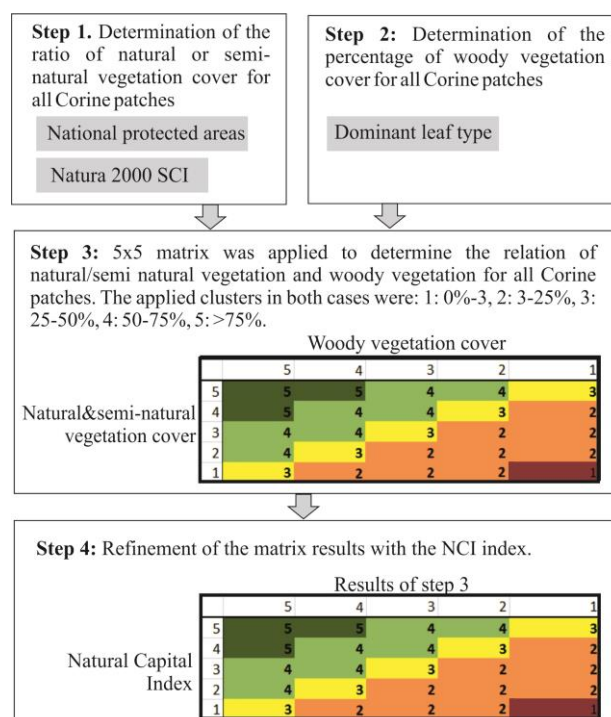 Step 1. Determination of the
ratio of natural or semi-
natural vegetation cover for
all Corine patches
National protected areas
Natura 2000 SCI
Step 2: Determination of the
percentage of woody vegetation
cover for all Corine patches
Dominant leaf type
Step 3: 5x5 matrix was applied to determine the relation of
natural/semi natural vegetation and woody vegetation for all Corine
patches. The applied clusters in both cases were: 1: 0%-3, 2: 3-25%, 3:
25-50%, 4: 50-75%, 5: >75%.
Woody vegetation cover
Natural&semi-natural
vegetation cover
5 4 3 2 1
5 5 5 4 4 3
4 5 4 4 3 2
3 4 4 3 2 2
2 4 3 2 2 2
1 3 2 2 2 1
Step 4: Refinement of the matrix results with the NCI index.
Results of step 3
Natural Capital
Index
5 4 3 2 1
5 5 5 4 4 3
4 5 4 4 3 2
3 4 4 3 2 2
2 4 3 2 2 2
1 3 2 2 2 1